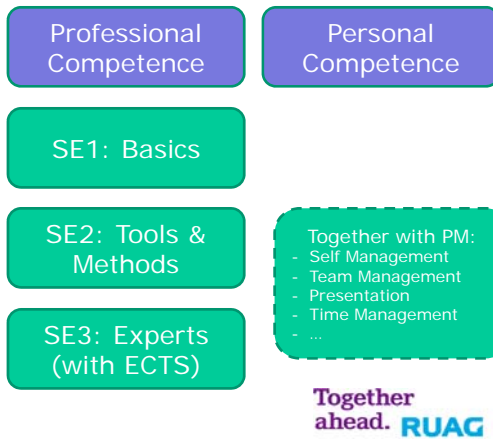 Professional
Competence
Personal
Competence
SE1: Basics
SE2: Tools &
Methods
SE3: Experts
(with ECTS)
Together with PM:
- Self Management
- Team Management
- Presentation
- Time Management
- ...
Together
ahead. RUAG